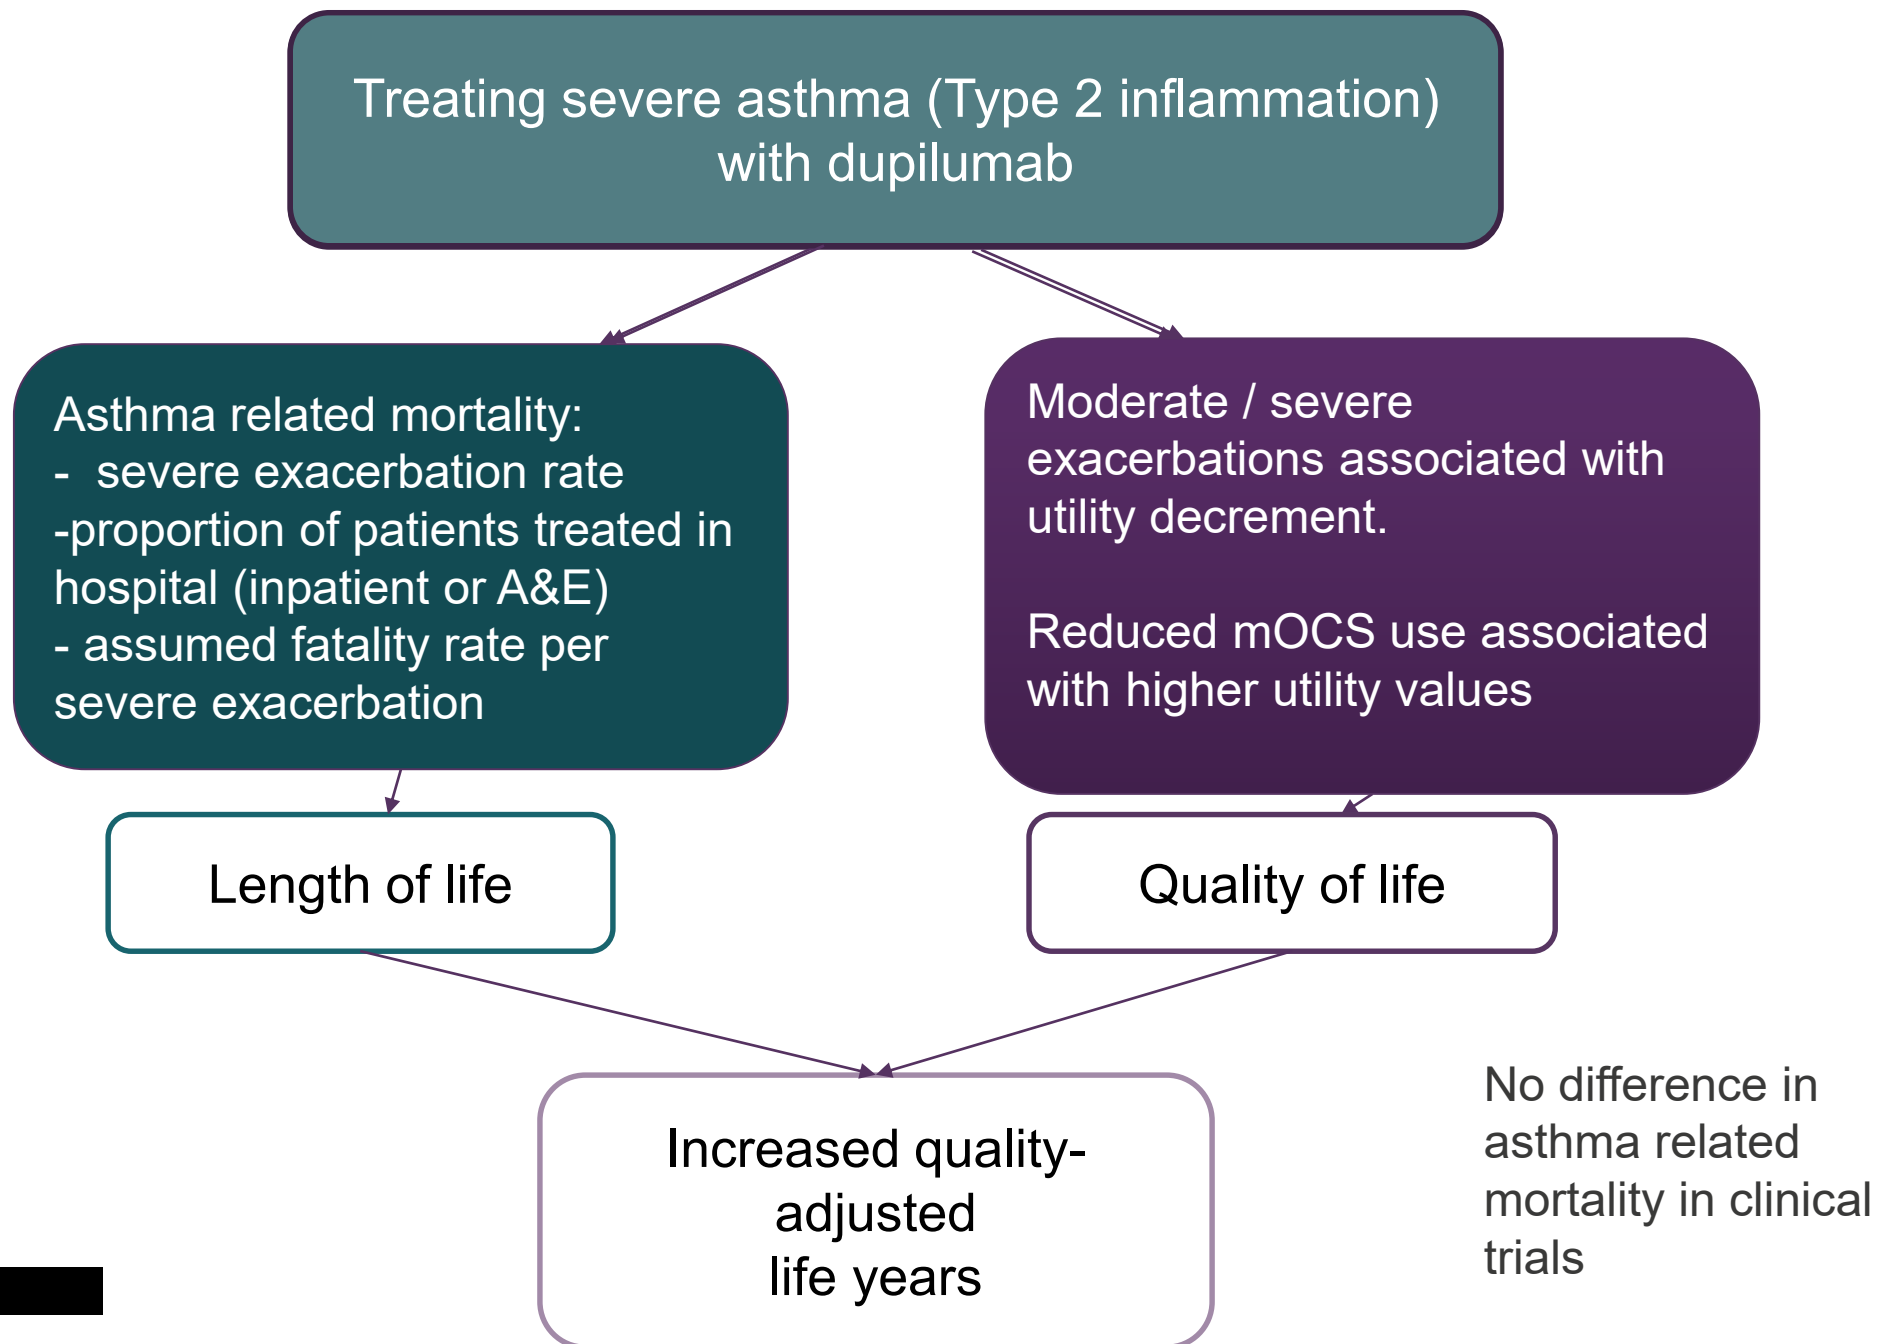 Treating severe asthma (Type 2 inflammation)
with dupilumab
Asthma related mortality:
- severe exacerbation rate
-proportion of patients treated in
hospital (inpatient or A&E)
- assumed fatality rate per
severe exacerbation
Moderate / severe
exacerbations associated with
utility decrement.
Reduced mOCS use associated
with higher utility values
Length of life
Quality of life
Increased quality-
adjusted
life years
No difference in
asthma related
mortality in clinical
trials